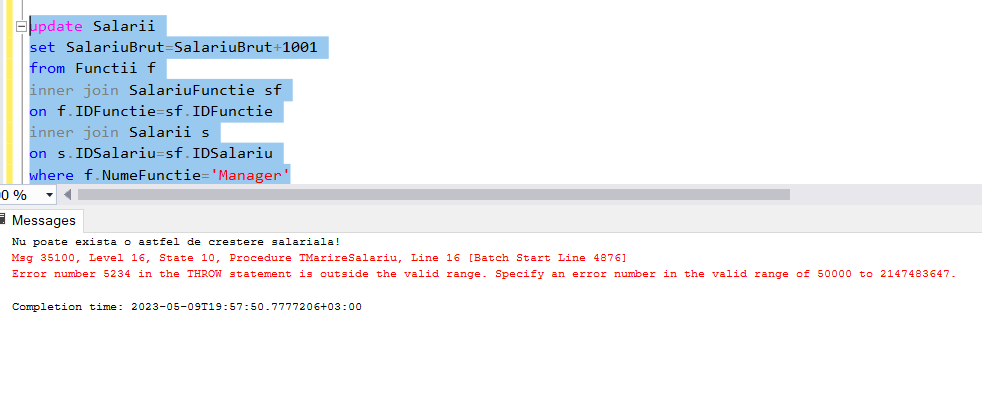 update Salarii
set SalariuBrut=SalariuBrut+1001
from Functii f
inner join SalariuFunctie sf
on f.IDFunctie=sf.IDFunctie
inner join Salarii s
on s.IDSalariu=sf.IDSalariu
where f.NumeFunctie='Manager'
0 %
Messages
Nu poate exista o astfel de crestere salariala!
Msg 35100, Level 16, State 10, Procedure TMarireSalariu, Line 16 [Batch Start Line 4876]
Error number 5234 in the THROW statement is outside the valid range. Specify an error number in the valid range of 50000 to 2147483647.
Completion time: 2023-05-09T19:57:50.7777206+03:00